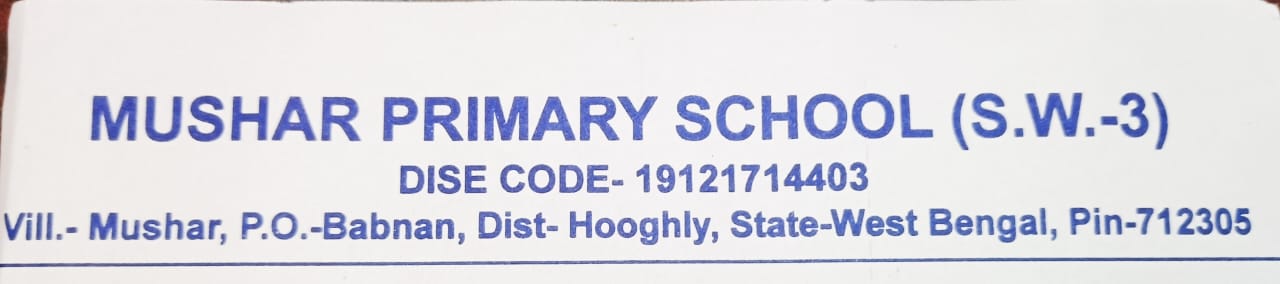 MUSHAR PRIMARY SCHOOL (S.W.-3)
DISE CODE- 19121714403
Vill.- Mushar, P.O.-Babnan, Dist- Hooghly, State-West Bengal, Pin-712305